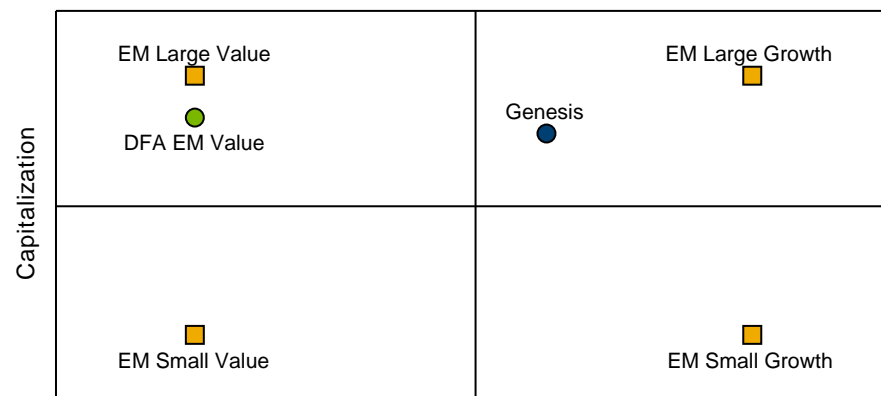 EM Large Value
EM Large Growth
Genesis
DFA EM Value
Capitalization
EM Small Value
EM Small Growth